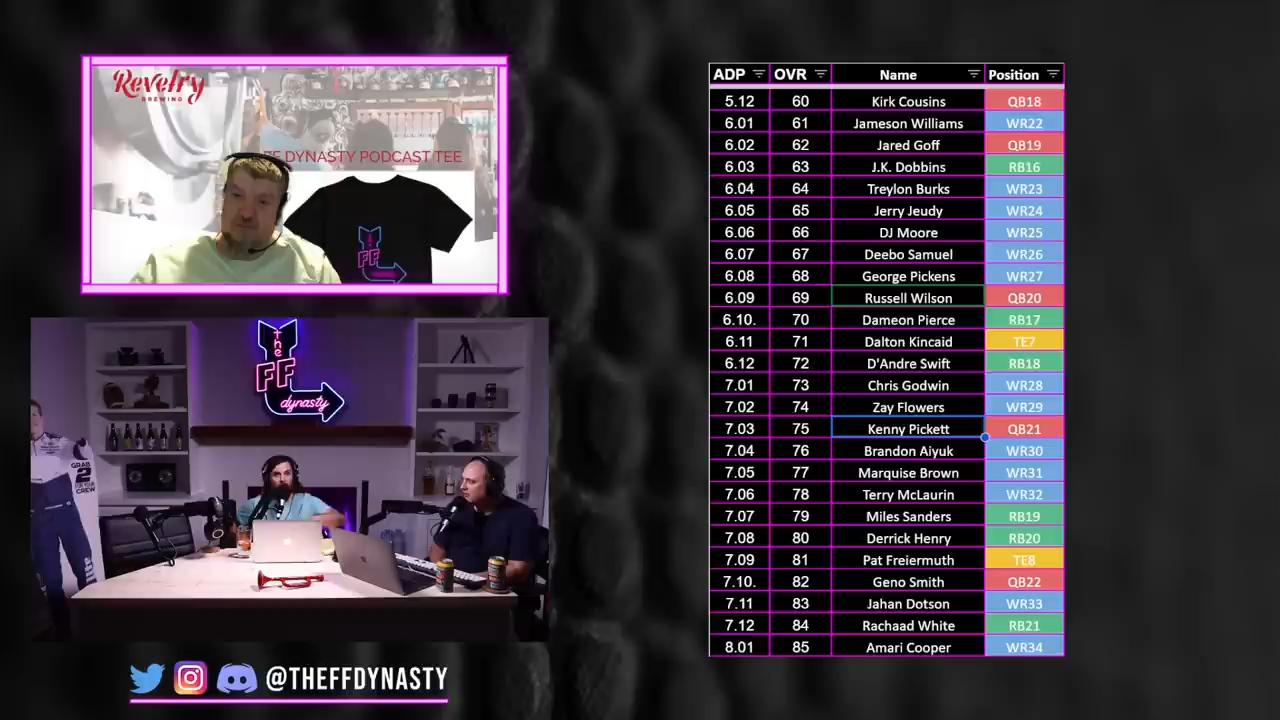 Revelry
BREWING
FF DYNASTY PODCAST TEE
FF
the
FF
dynasty
GRAB
2
FOR YOUR
CREW
@THEFFDYNASTY
ADP OVR Name Position
5.12 60 Kirk Cousins QB18
6.01 61 Jameson Williams WR22
6.02 62 Jared Goff QB19
6.03 63 J.K. Dobbins RB16
6.04 64 Treylon Burks WR23
6.05 65 Jerry Jeudy WR24
6.06 66 DJ Moore WR25
6.07 67 Deebo Samuel WR26
6.08 68 George Pickens WR27
6.09 69 Russell Wilson QB20
6.10. 70 Dameon Pierce RB17
6.11 71 Dalton Kincaid TE7
6.12 72 D'Andre Swift RB18
7.01 73 Chris Godwin WR28
7.02 74 Zay Flowers WR29
7.03 75 Kenny Pickett QB21
7.04 76 Brandon Aiyuk WR30
7.05 77 Marquise Brown WR31
7.06 78 Terry McLaurin WR32
7.07 79 Miles Sanders RB19
7.08 80 Derrick Henry RB20
7.09 81 Pat Freiermuth TE8
7.10. 82 Geno Smith QB22
7.11 83 Jahan Dotson WR33
7.12 84 Rachaad White RB21
8.01 85 Amari Cooper WR34